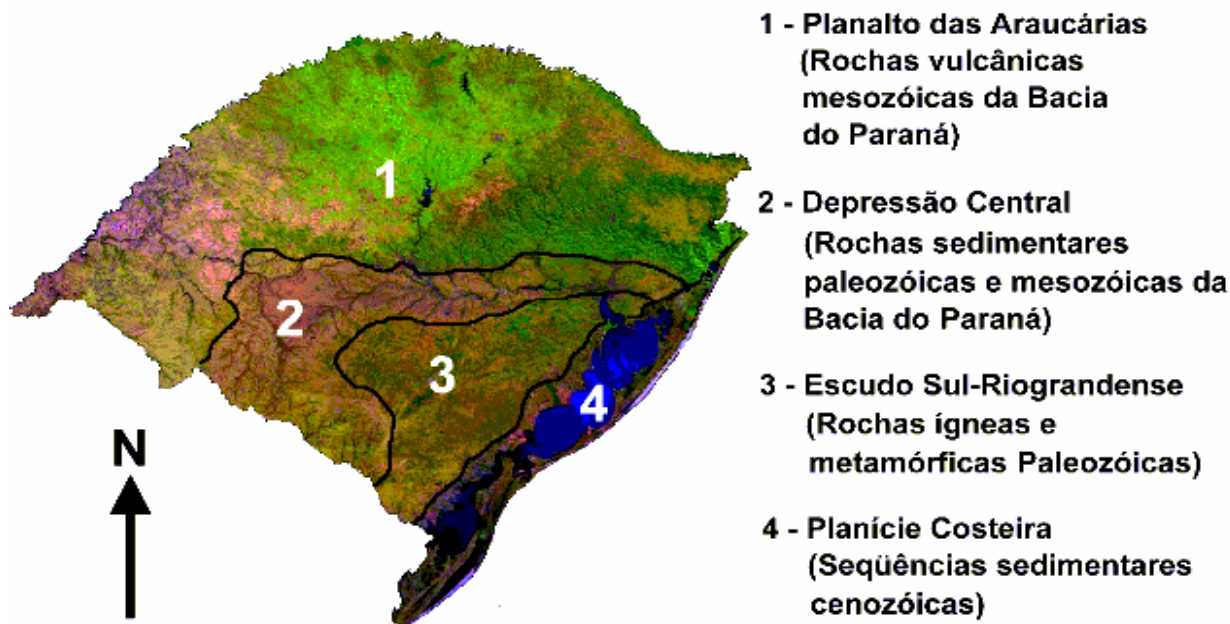 1 - Planalto das Araucárias
(Rochas vulcânicas
mesozóicas da Bacia
do Paraná)
2 - Depressão Central
(Rochas sedimentares
paleozóicas e mesozóicas da
Bacia do Paraná)
3 - Escudo Sul-Riograndense
(Rochas ígneas e
metamórficas Paleozóicas)
4 - Planície Costeira
(Seqüências sedimentares
cenozóicas)
1
2
3
4
N